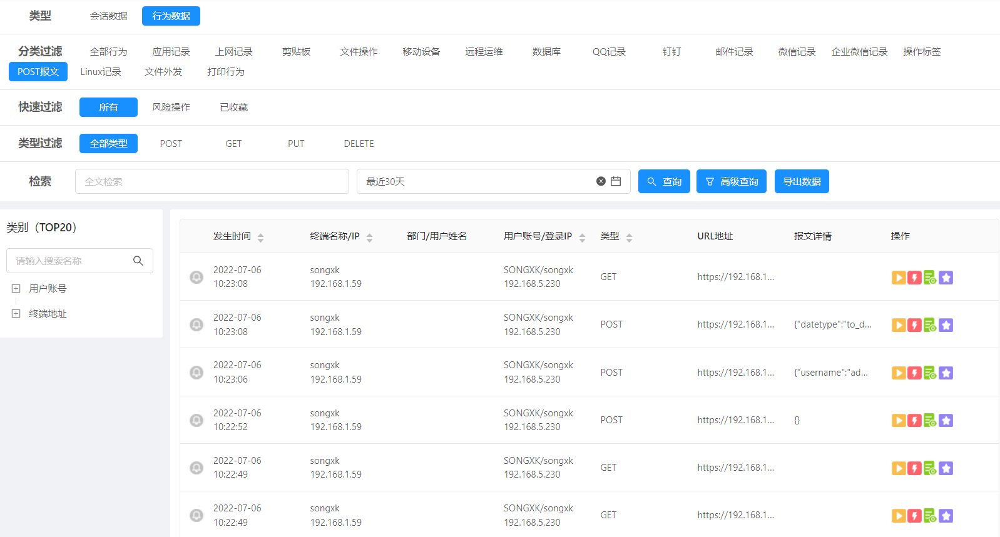 类型 会话数据 行为数据
分类过滤 全部行为 应用记录 上网记录 剪贴板 文件操作 移动设备 远程运维 数据库 QQ记录 钉钉 邮件记录 微信记录 企业微信记录 操作标签
POST报文 Linux记录 文件外发 打印行为
快速过滤 所有 风险操作 已收藏
类型过滤 全部类型 POST GET PUT DELETE
检索 全文检索 最近30天 查询 高级查询 导出数据
类别（TOP20）
请输入搜索名称
用户账号
终端地址
发生时间 终端名称/IP 部门/用户姓名 用户账号/登录IP 类型 URL地址 报文详情 操作
2022-07-06 songxk SONGXK/songxk
GET https://192.168.1...
10:23:08 192.168.1.59 192.168.5.230
2022-07-06 songxk SONGXK/songxk
POST https://192.168.1... {"datetype":"to_d...
10:23:08 192.168.1.59 192.168.5.230
2022-07-06 songxk SONGXK/songxk
POST https://192.168.1... {"username":"ad...
10:23:06 192.168.1.59 192.168.5.230
2022-07-06 songxk SONGXK/songxk
POST https://192.168.1... {}
10:22:52 192.168.1.59 192.168.5.230
2022-07-06 songxk SONGXK/songxk
GET https://192.168.1...
10:22:49 192.168.1.59 192.168.5.230
2022-07-06 songxk SONGXK/songxk
GET https://192.168.1...
10:22:49 192.168.1.59 192.168.5.230